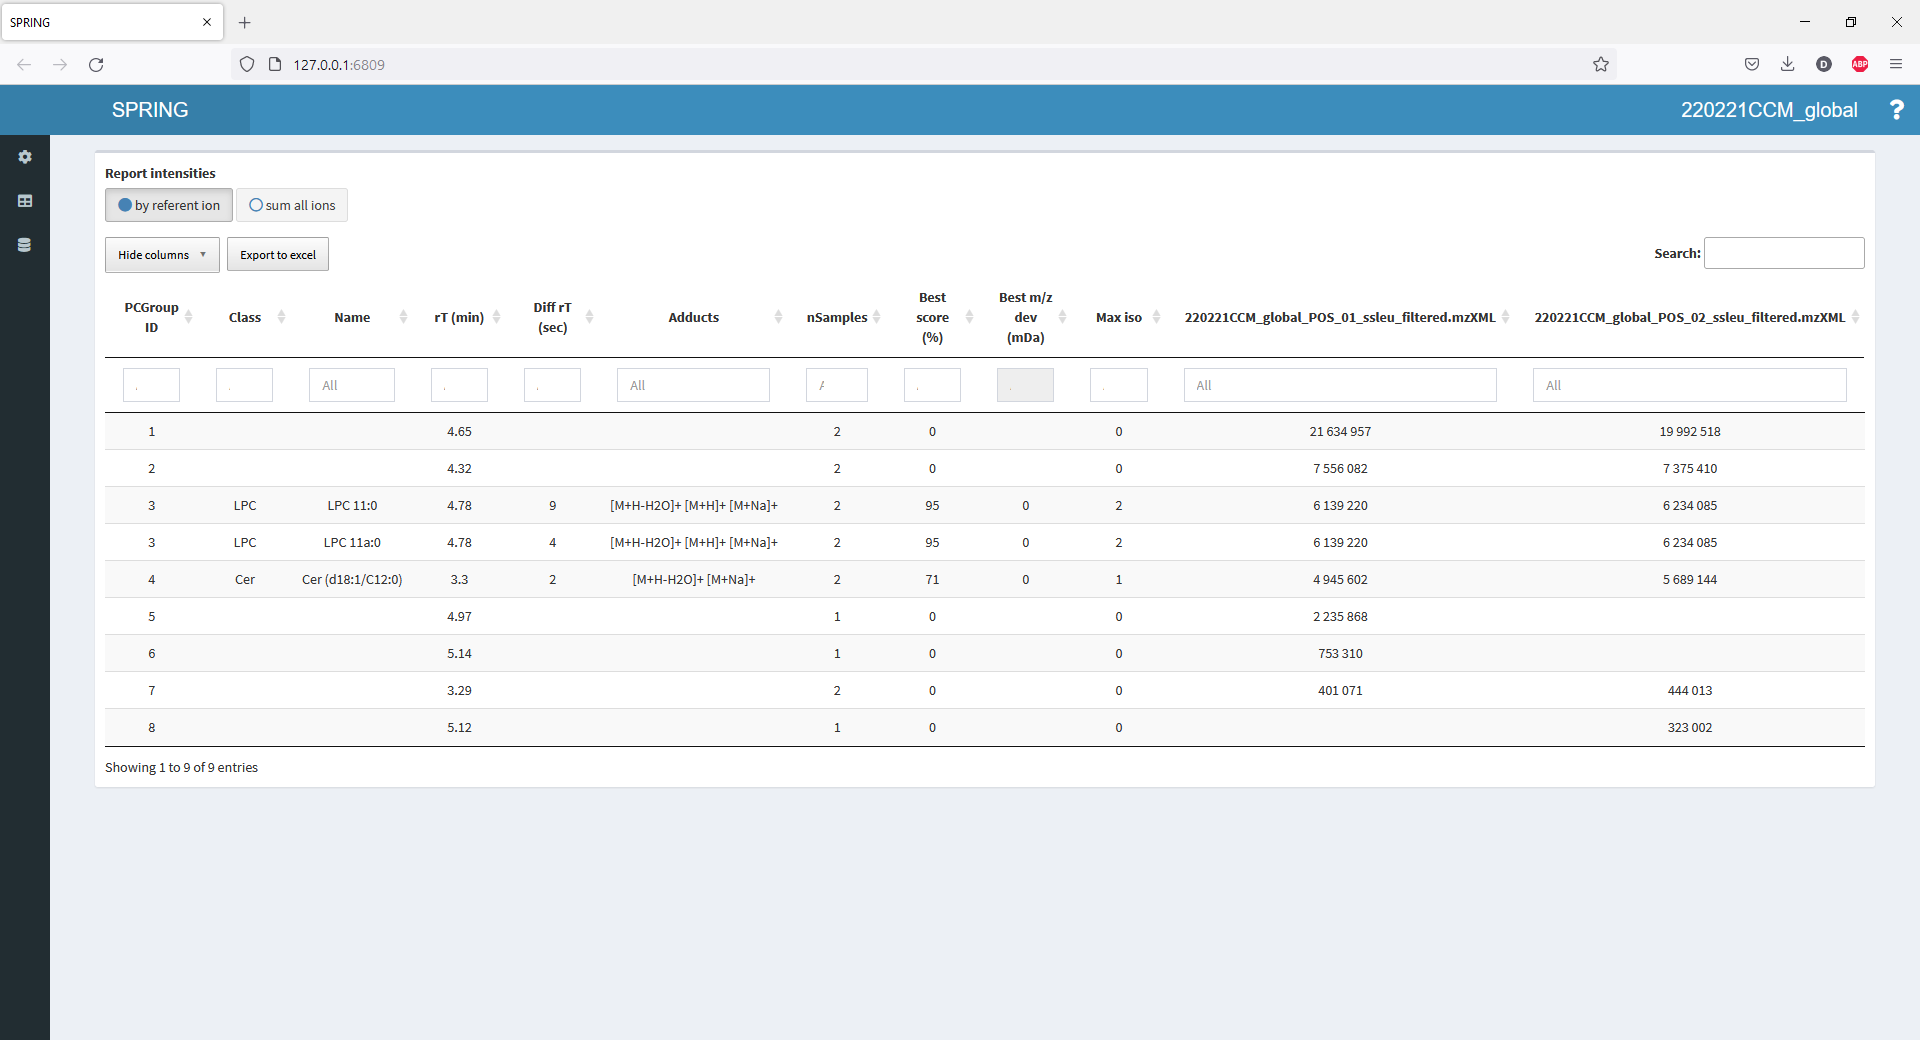 SPRING
127.0.0.1:6809
D
ABP
SPRING
220221CCM_global
?
Report intensities
by referent ion
sum all ions
Hide columns
Export to excel
Search:
PCGroup ID Class Name rT (min) Diff rT (sec) Adducts nSamples Best score (%) Best m/z dev (mDa) Max iso 220221CCM_global_POS_01_ssleu_filtered.mzXML 220221CCM_global_POS_02_ssleu_filtered.mzXML
All All All All
1 4.65 2 0 0 21 634 957 19 992 518
2 4.32 2 0 0 7 556 082 7 375 410
3 LPC LPC 11:0 4.78 9 [M+H-H2O]+ [M+H]+ [M+Na]+ 2 95 0 2 6 139 220 6 234 085
3 LPC LPC 11a:0 4.78 4 [M+H-H2O]+ [M+H]+ [M+Na]+ 2 95 0 2 6 139 220 6 234 085
4 Cer Cer (d18:1/C12:0) 3.3 2 [M+H-H2O]+ [M+Na]+ 2 71 0 1 4 945 602 5 689 144
5 4.97 1 0 0 2 235 868
6 5.14 1 0 0 753 310
7 3.29 2 0 0 401 071 444 013
8 5.12 1 0 0 323 002
Showing 1 to 9 of 9 entries